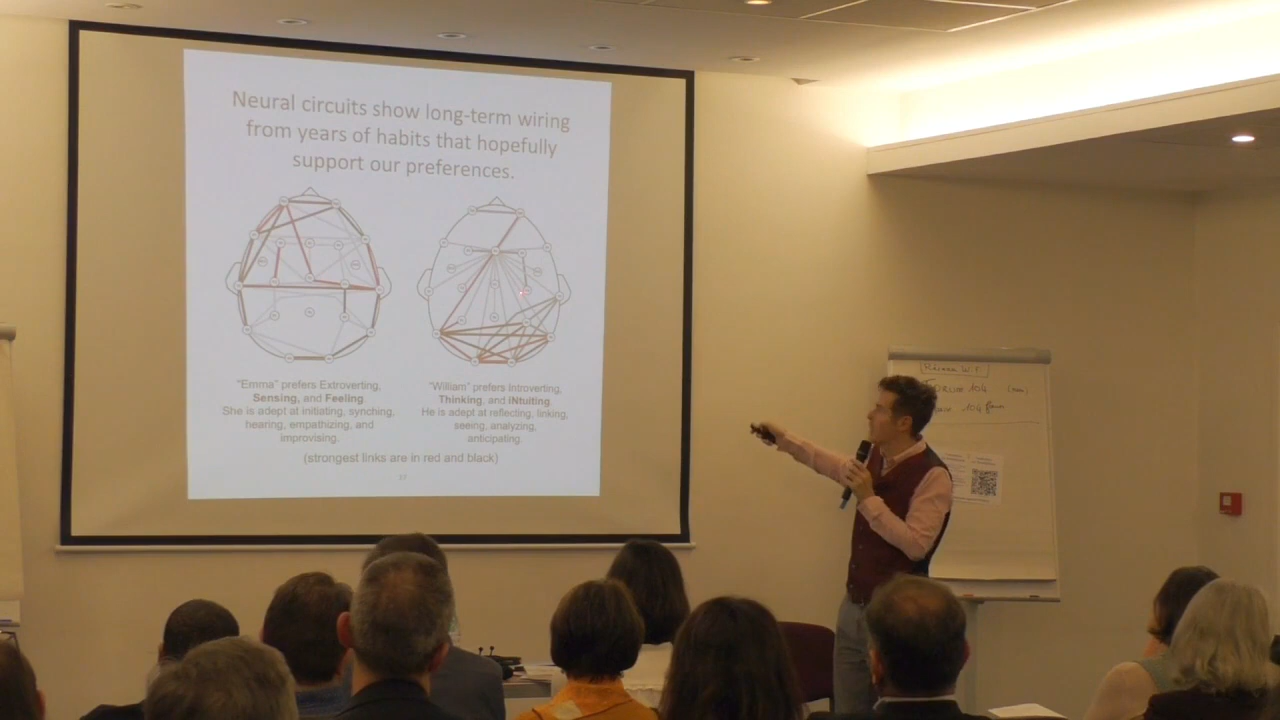 Neural circuits show long-term wiring
from years of habits that hopefully
support our preferences.
"Emma" prefers Extroverting,
Sensing, and Feeling.
She is adept at initiating, synching,
hearing, empathizing, and
improvising.
"William" prefers Introverting,
Thinking, and iNtuiting.
He is adept at reflecting, linking,
seeing, analyzing,
anticipating.
(strongest links are in red and black)
FORUM 104